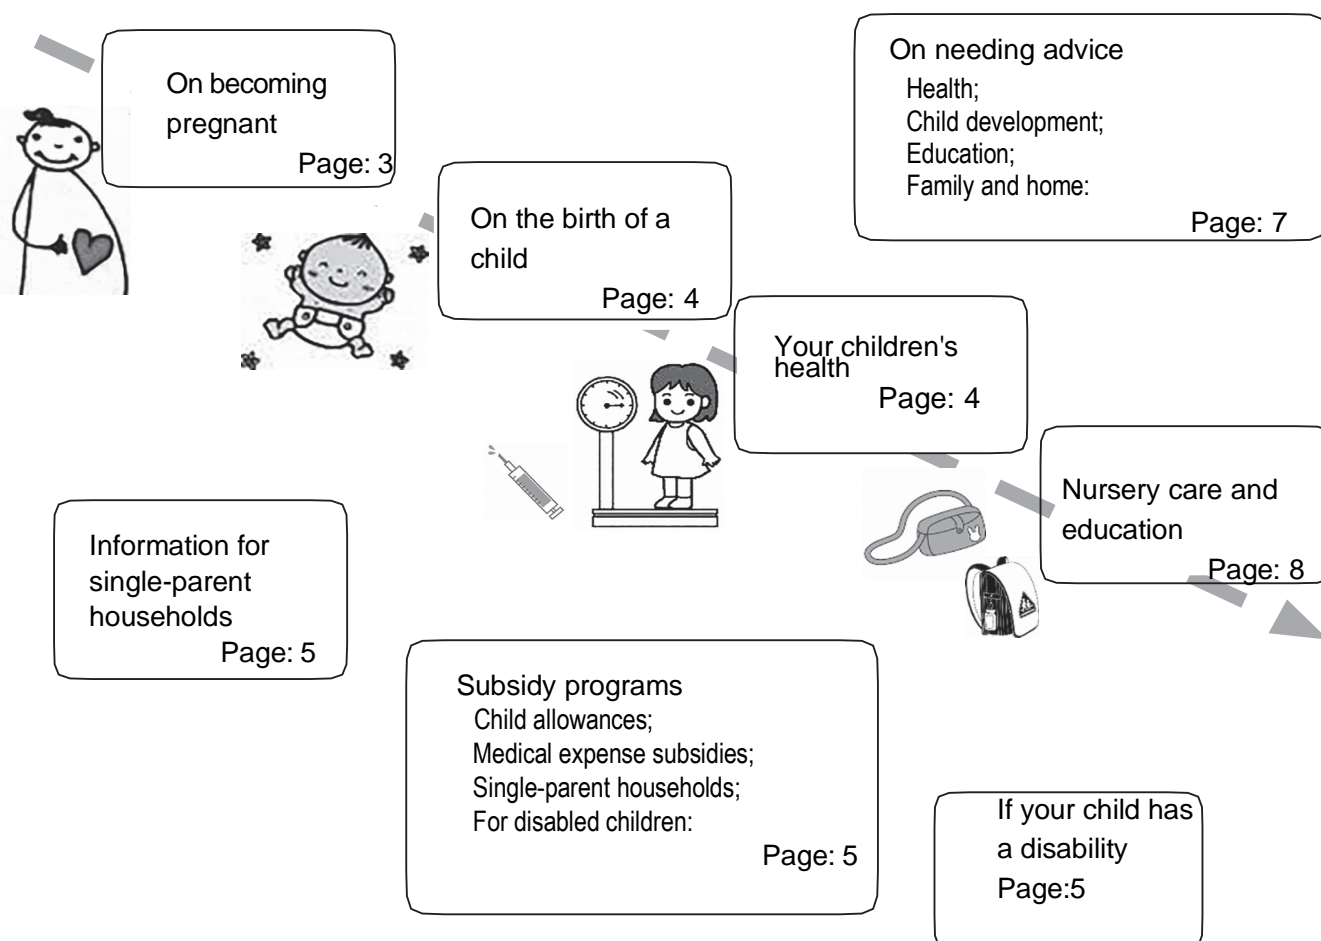 On becoming
pregnant
Page: 3
On needing advice
Health;
Child development;
Education;
Family and home:
Page: 7
On the birth of a
child
Page: 4
Your children's
health
Page: 4
Nursery care and
education
Page: 8
Information for
single-parent
households
Page: 5
Subsidy programs
Child allowances;
Medical expense subsidies;
Single-parent households;
For disabled children:
Page: 5
If your child has
a disability
Page:5